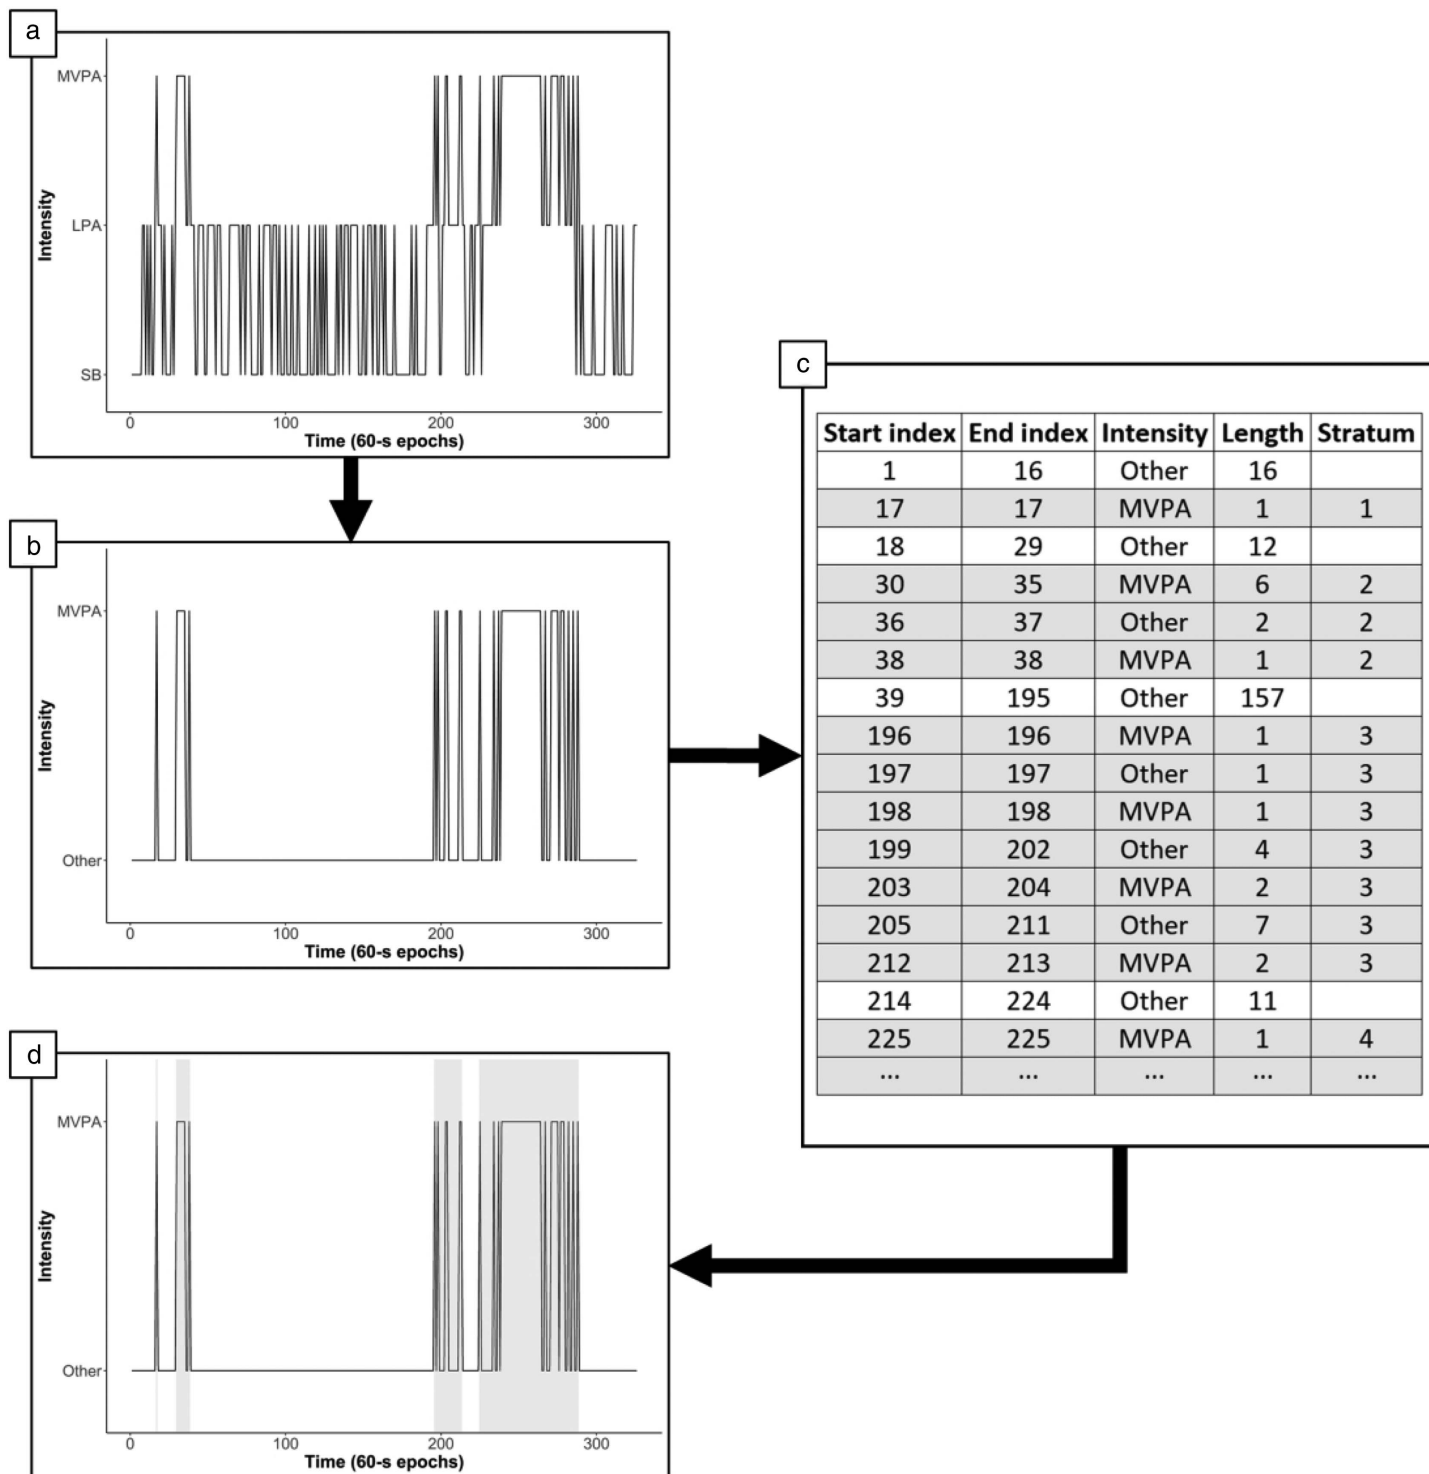 a
MVPA
LPA
SB
Intensity
0 100 200 300
Time (60-s epochs)
b
MVPA
Other
Intensity
0 100 200 300
Time (60-s epochs)
c
Start index End index Intensity Length Stratum
1 16 Other 16
17 17 MVPA 1 1
18 29 Other 12
30 35 MVPA 6 2
36 37 Other 2 2
38 38 MVPA 1 2
39 195 Other 157
196 196 MVPA 1 3
197 197 Other 1 3
198 198 MVPA 1 3
199 202 Other 4 3
203 204 MVPA 2 3
205 211 Other 7 3
212 213 MVPA 2 3
214 224 Other 11
225 225 MVPA 1 4
... ... ... ... ...
d
MVPA
Other
Intensity
0 100 200 300
Time (60-s epochs)